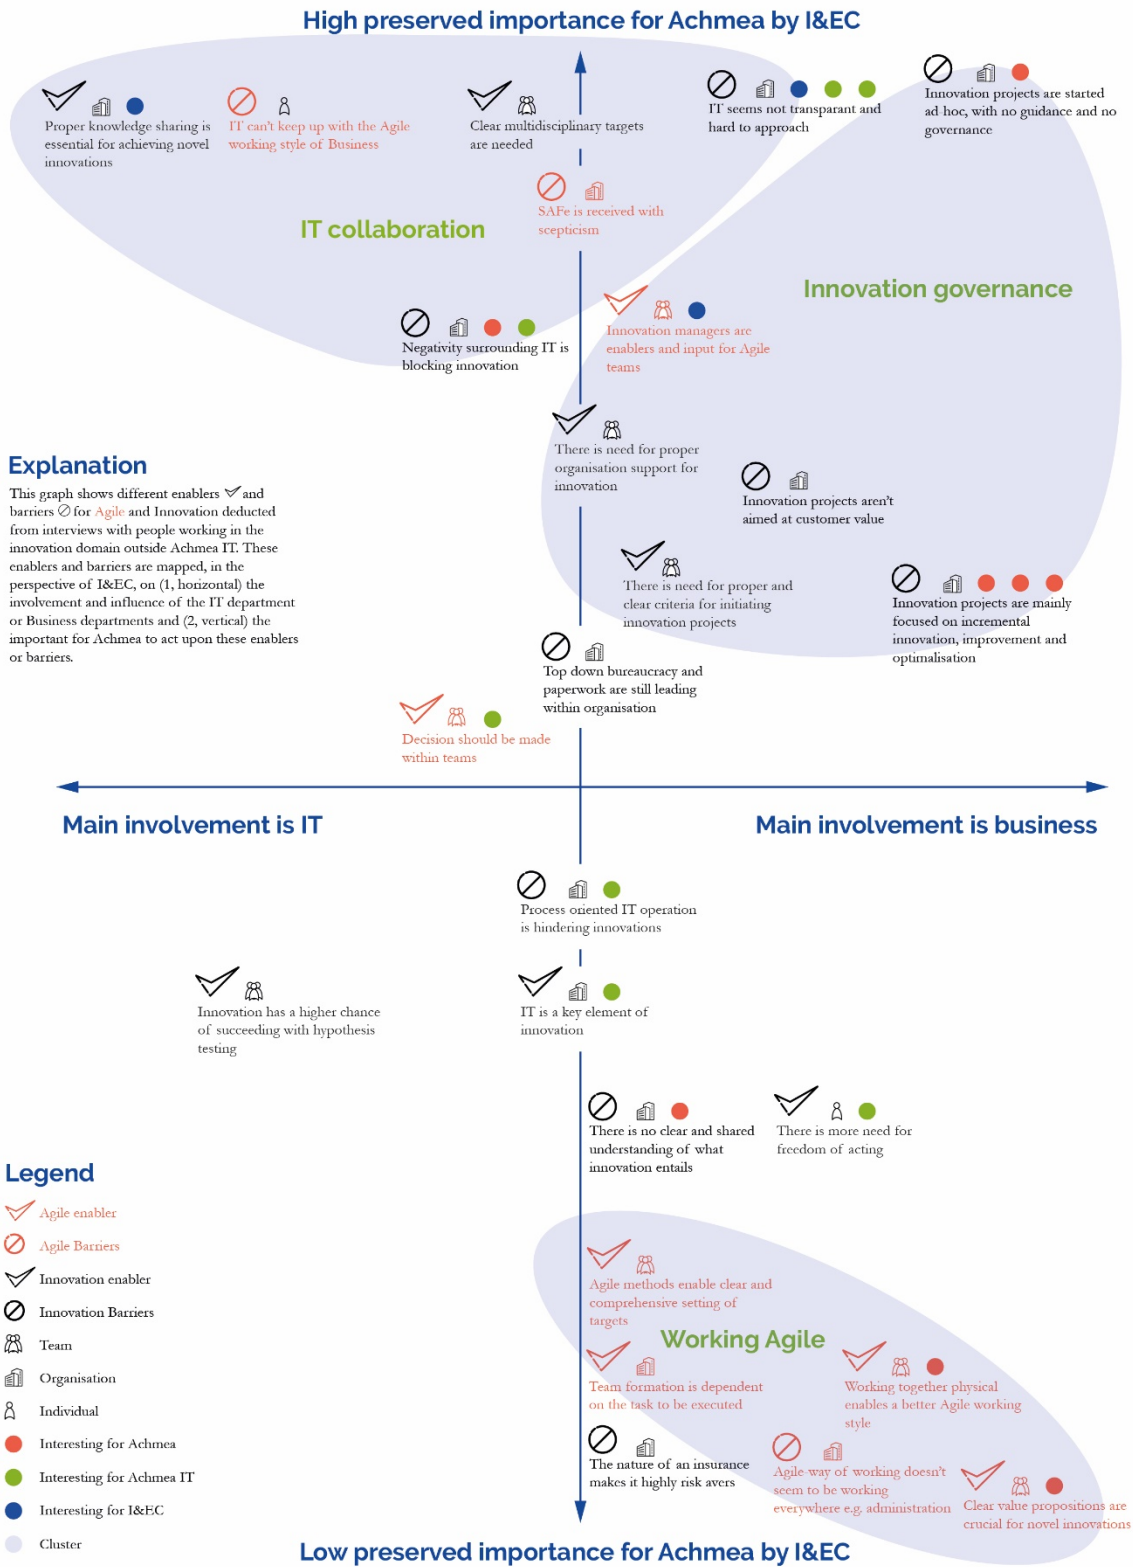 High preserved importance for Achmea by I&EC
Proper knowledge sharing is
essential for achieving novel
innovations
IT can't keep up with the Agile
working style of Business
Clear multidisciplinary targets
are needed
IT seems not transparant and
hard to approach
Innovation projects are started
ad-hoc, with no guidance and no
governance
SAFe is received with
scepticism
IT collaboration
Innovation governance
Innovation managers are
enablers and input for Agile
teams
Negativity surrounding IT is
blocking innovation
There is need for proper
organisation support for
innovation
Innovation projects aren't
aimed at customer value
Explanation
This graph shows different enablers and
barriers for Agile and Innovation deducted
from interviews with people working in the
innovation domain outside Achmea IT. These
enablers and barriers are mapped, in the
perspective of I&EC, on (1, horizontal) the
involvement and influence of the IT department
or Business departments and (2, vertical) the
important for Achmea to act upon these enablers
or barriers.
There is need for proper and
clear criteria for initiating
innovation projects
Innovation projects are mainly
focused on incremental
innovation, improvement and
optimalisation
Top down bureaucracy and
paperwork are still leading
within organisation
Decision should be made
within teams
Main involvement is IT
Main involvement is business
Process oriented IT operation
is hindering innovations
Innovation has a higher chance
of succeeding with hypothesis
testing
IT is a key element of
innovation
There is no clear and shared
understanding of what
innovation entails
There is more need for
freedom of acting
Legend
Agile enabler
Agile Barriers
Innovation enabler
Innovation Barriers
Team
Organisation
Individual
Interesting for Achmea
Interesting for Achmea IT
Interesting for I&EC
Cluster
Agile methods enable clear and
comprehensive setting of
targets
Working Agile
Team formation is dependent
on the task to be executed
Working together physical
enables a better Agile working
style
The nature of an insurance
makes it highly risk avers
Agile-way of working doesn't
seem to be working
everywhere e.g. administration
Clear value propositions are
crucial for novel innovations
Low preserved importance for Achmea by I&EC